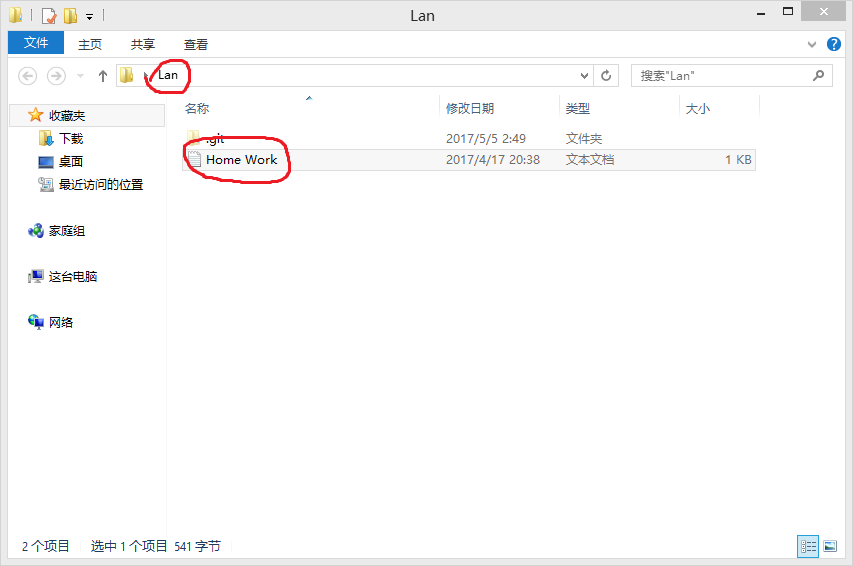 Lan
文件 主页 共享 查看
Lan 搜索"Lan"
名称 修改日期 类型 大小
收藏夹
.git 2017/5/5 2:49 文件夹
下载
Home Work 2017/4/17 20:38 文本文档 1 KB
桌面
最近访问的位置
家庭组
这台电脑
网络
2 个项目 选中 1 个项目 541 字节